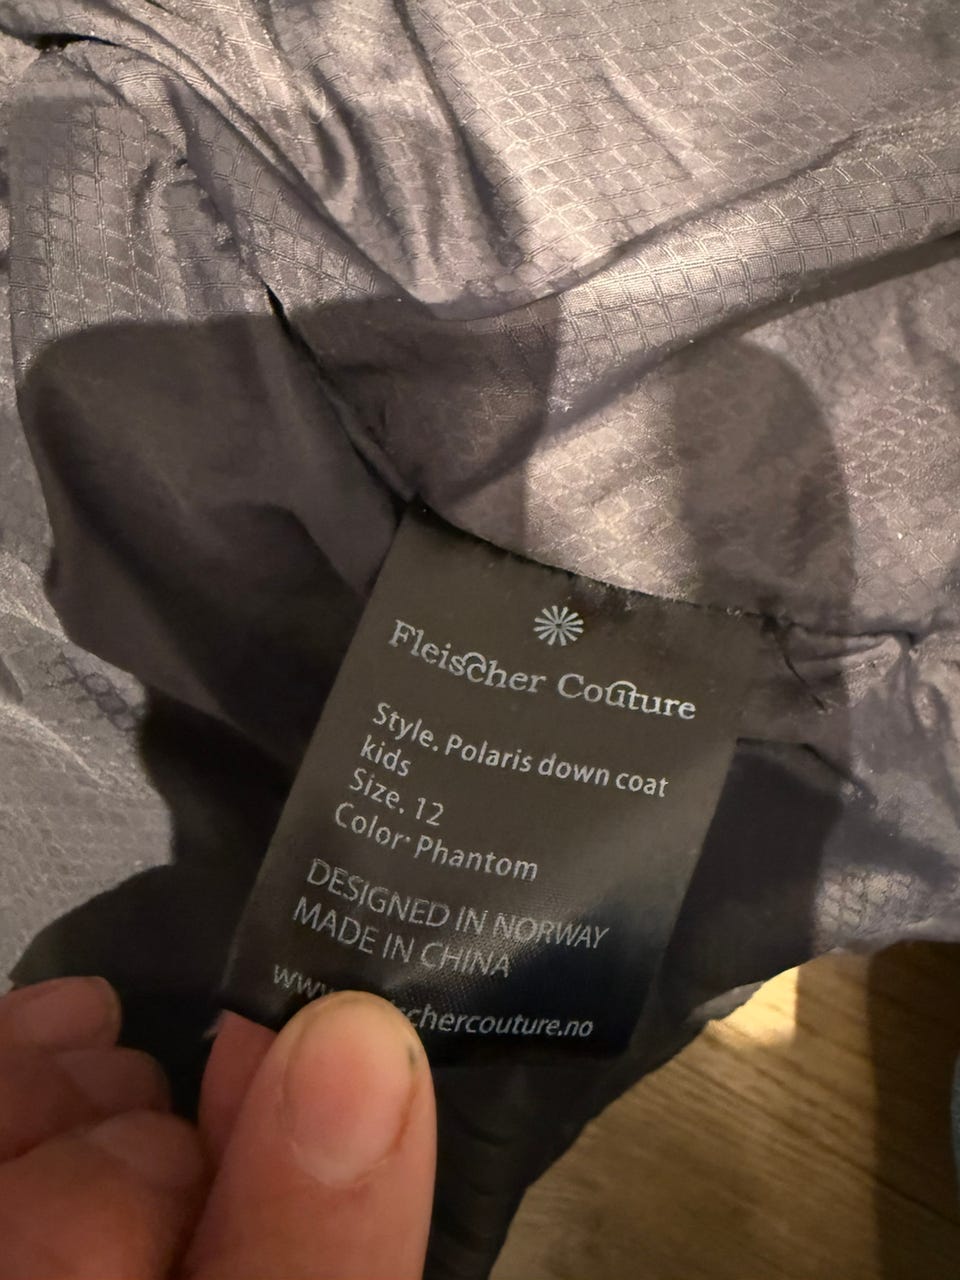 Fleischer Couture
Style. Polaris down coat
kids
Size. 12
Color· Phantom
DESIGNED IN NORWAY
MADE IN CHINA